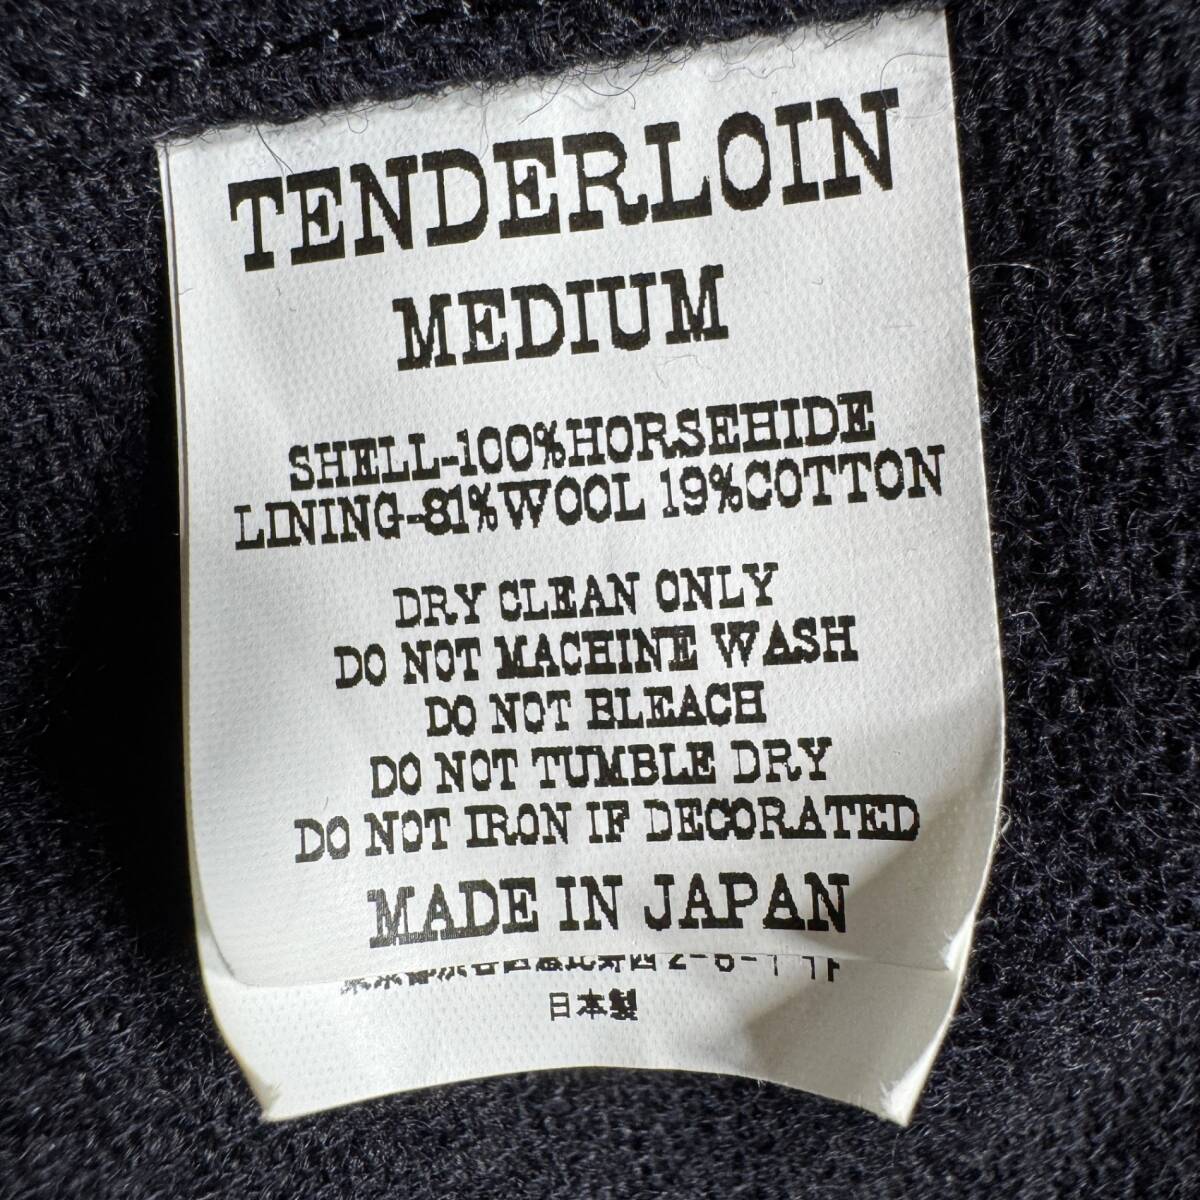 TENDERLOIN
MEDIUM
SHELL-100%HORSEHIDE
LINING-81%WOOL 19%COTTON
DRY CLEAN ONLY
DO NOT MACHINE WASH
DO NOT BLEACH
DO NOT TUMBLE DRY
DO NOT IRON IF DECORATED
MADE IN JAPAN
日本製